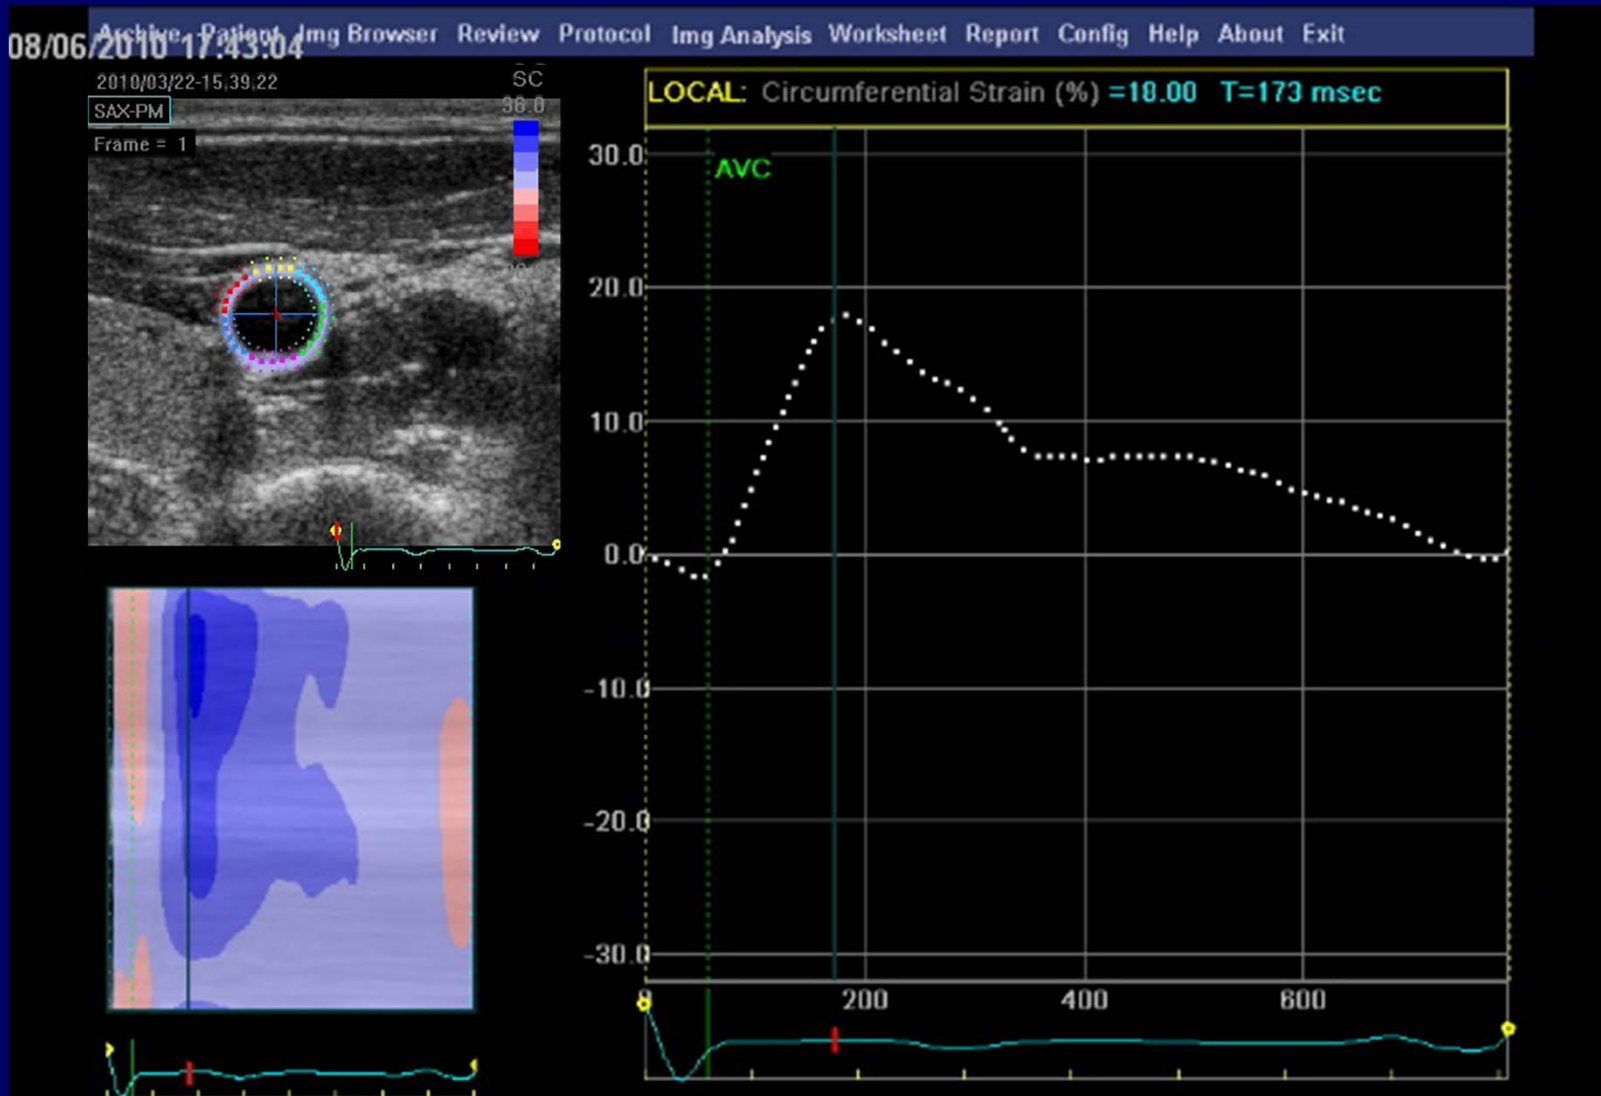 Archive Patient Img Browser Review Protocol Img Analysis Worksheet Report Config Help About Exit
08/06/2010 17:43:04
2010/03/22-15,39,22
SC
SAX-PM
38.0
Frame = 1
LOCAL: Circumferential Strain (%) =18.00 T=173 msec
AVC
30.0
20.0
10.0
0.0
-10.0
-20.0
-30.0
0 200 400 600